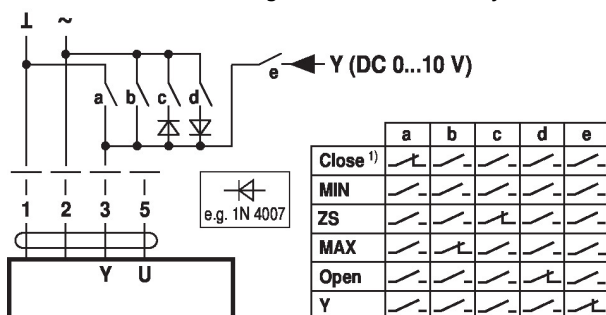 ⊥ ~
a b c d e Y (DC 0...10 V)
1 2 3 5
e.g. 1N 4007
Y U
a b c d e
Close 1)
MIN
ZS
MAX
Open
Y